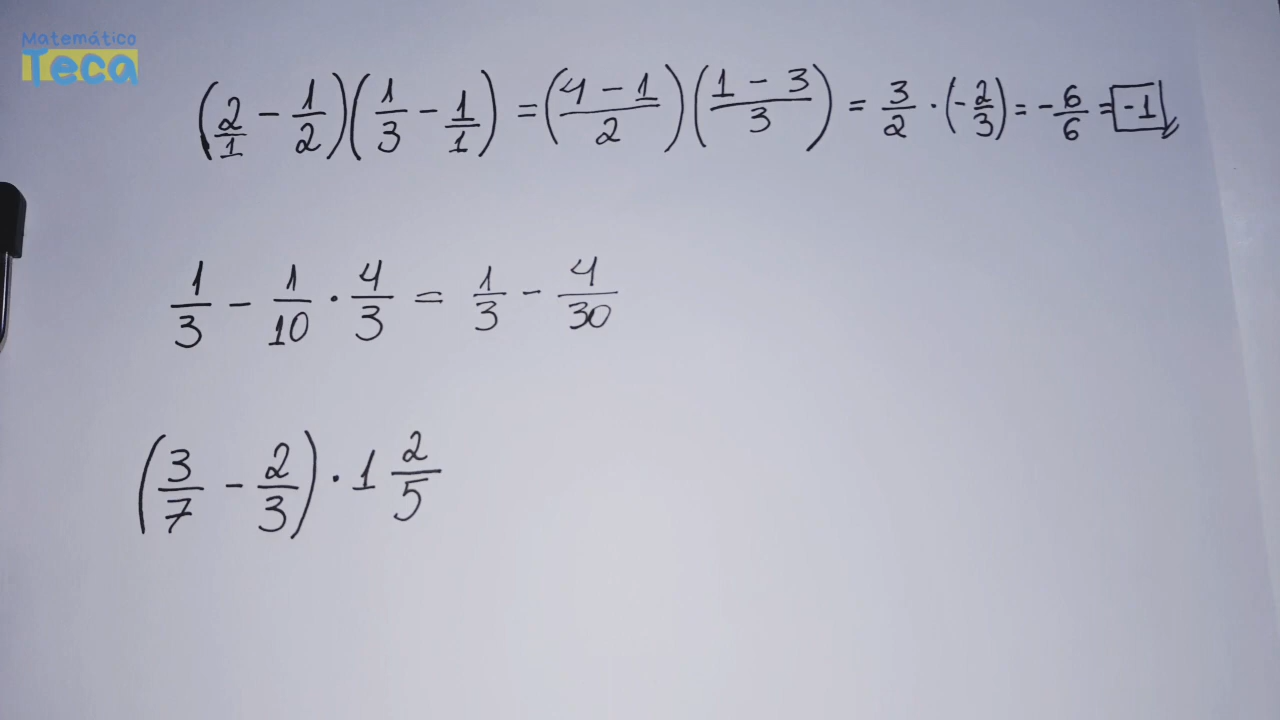 Matemático
Teca
(2/1 - 1/2)(1/3 - 1/1) = (4 - 1/2)(1 - 3/3) = 3/2 · (-2/3) = -6/6 = -1
1/3 - 1/10 · 4/3 = 1/3 - 4/30
(3/7 - 2/3) · 1 2/5